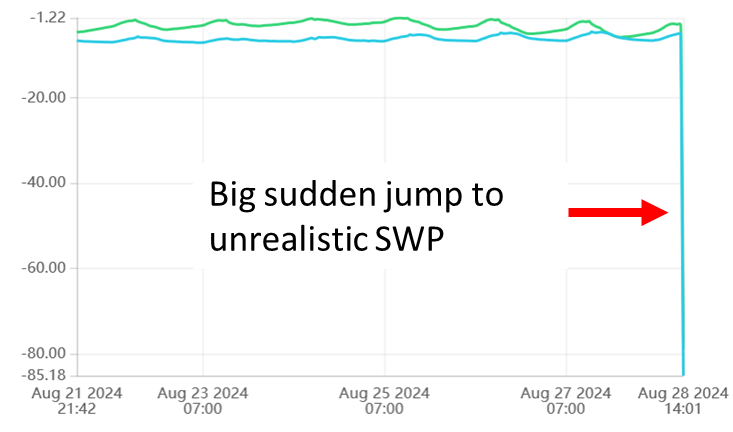 -1.22
-20.00
-40.00
Big sudden jump to
unrealistic SWP
-60.00
-80.00
-85.18
Aug 21 2024 Aug 23 2024 Aug 25 2024 Aug 27 2024 Aug 28 2024
21:42 07:00 07:00 07:00 14:01